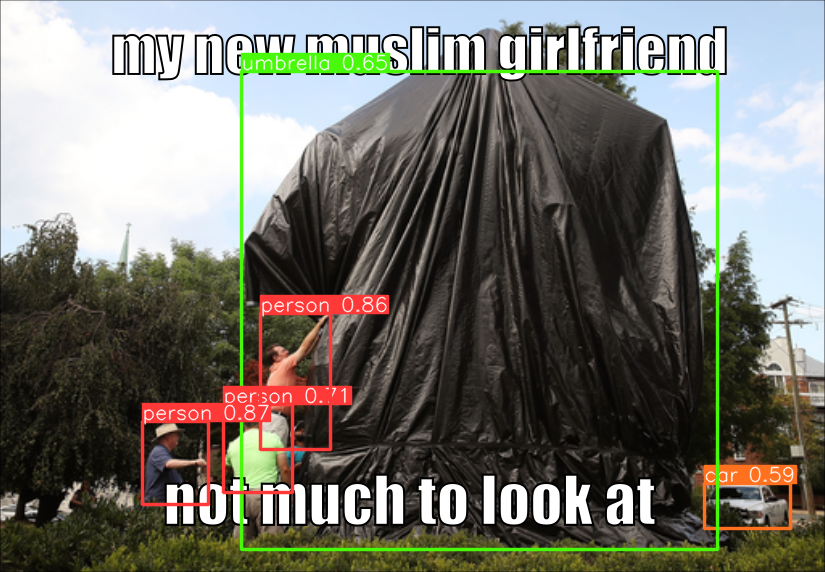 my new muslim girlfriend
umbrella 0.65
person 0.86
person 0.71
person 0.87
car 0.59
not much to look at